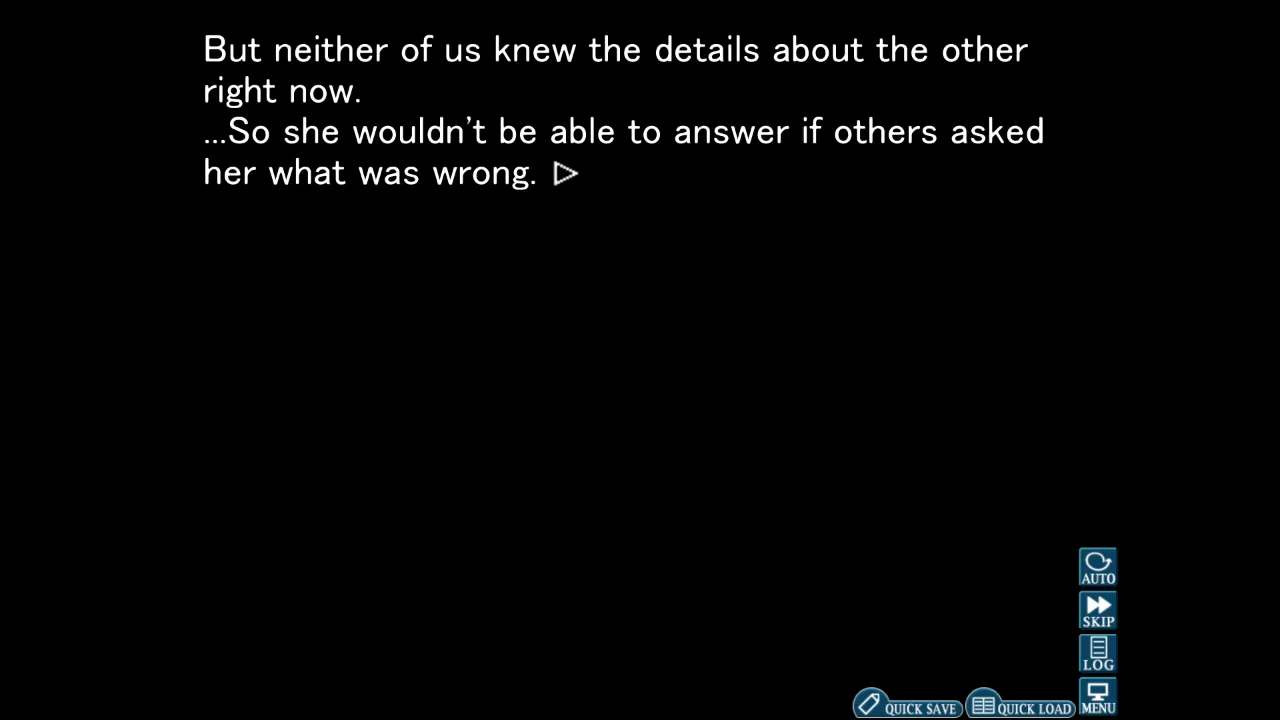 But neither of us knew the details about the other
right now.
...So she wouldn't be able to answer if others asked
her what was wrong.
AUTO
SKIP
LOG
MENU
QUICK SAVE
QUICK LOAD